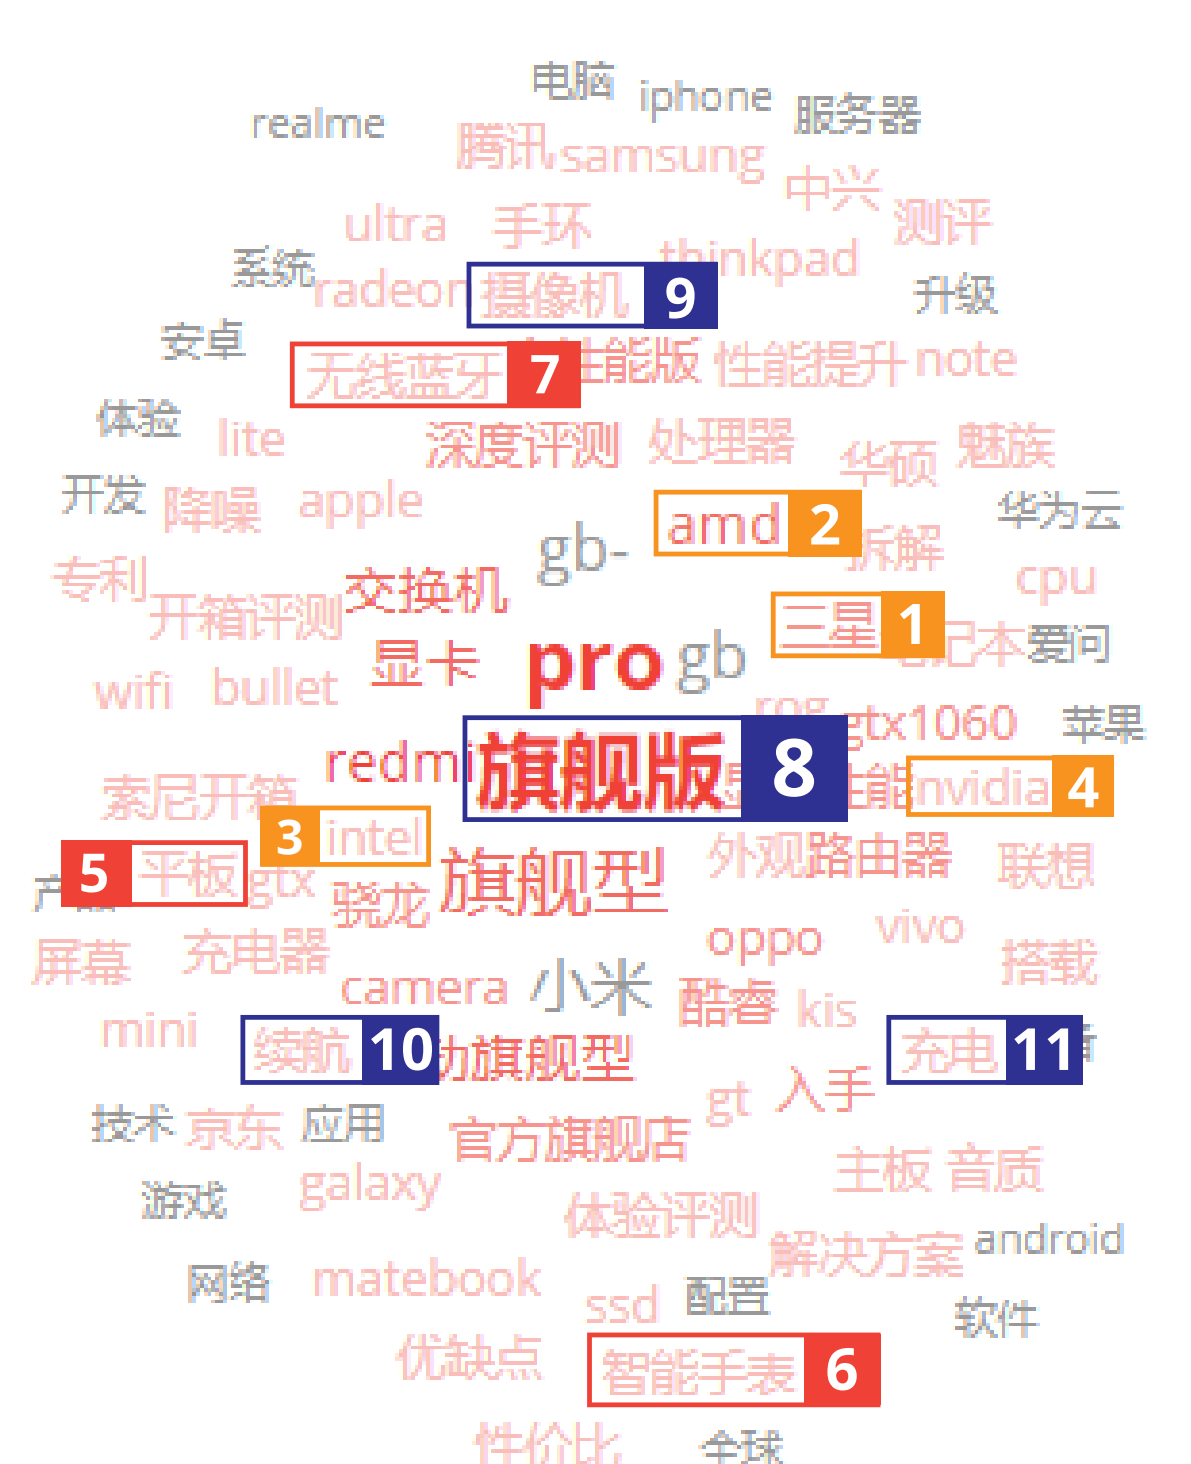 电脑
iphone
服务器
realme
腾讯
samsung
中兴
测评
ultra
手环
thinkpad
系统
radeon
摄像机 9
升级
安卓
无线蓝牙 7
性能版
性能提升
note
体验
lite
深度评测
处理器
华硕
魅族
开发
降噪
apple
amd 2
华为云
gb-
拆解
专利
交换机
cpu
开箱评测
三星 1
笔记本
爱问
显卡
pro
gb
wifi
bullet
rog
gtx1060
苹果
redmi
旗舰版 8
性能
nvidia 4
索尼开箱
3 intel
外观
路由器
联想
5 平板
gtx
骁龙
旗舰型
oppo
vivo
屏幕
充电器
搭载
camera
小米
酷睿
kis
mini
续航 10
旗舰型
充电 11
gt
入手
技术
京东
应用
官方旗舰店
主板
音质
游戏
galaxy
体验评测
解决方案
android
网络
matebook
ssd
配置
软件
优缺点
智能手表 6
性价比
全球